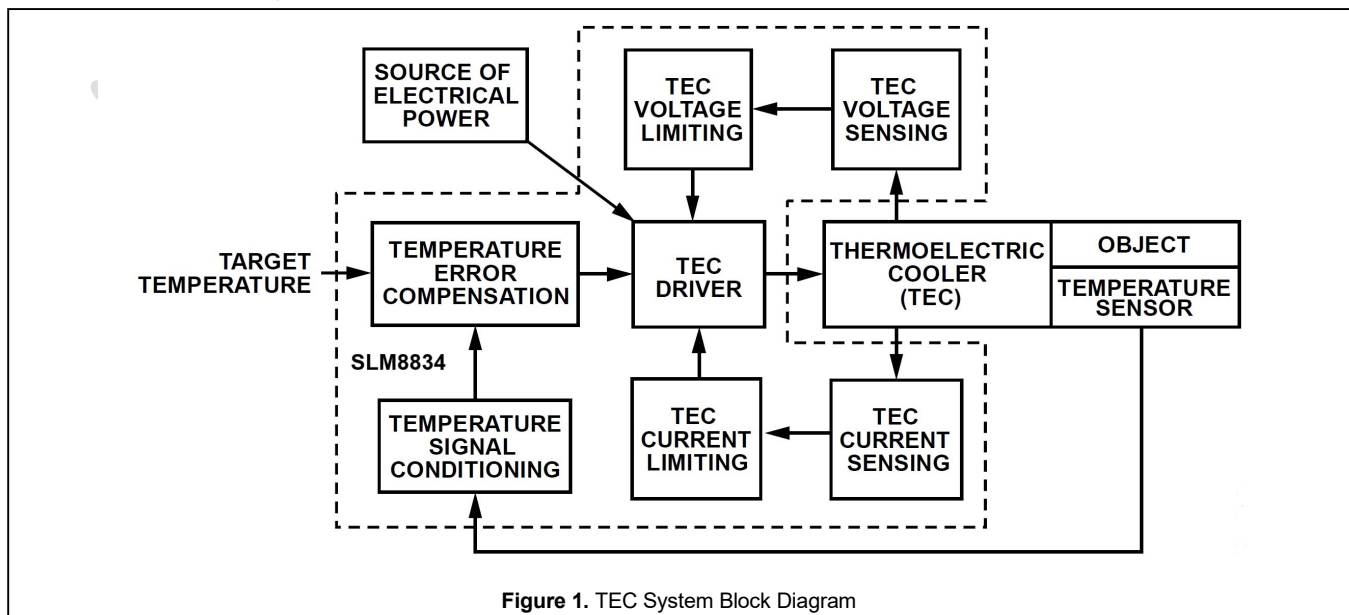 SOURCE OF
ELECTRICAL
POWER
TEC
VOLTAGE
LIMITING
TEC
VOLTAGE
SENSING
TARGET
TEMPERATURE
TEMPERATURE
ERROR
COMPENSATION
TEC
DRIVER
THERMOELECTRIC
COOLER
(TEC)
OBJECT
TEMPERATURE
SENSOR
SLM8834
TEMPERATURE
SIGNAL
CONDITIONING
TEC
CURRENT
LIMITING
TEC
CURRENT
SENSING
Figure 1. TEC System Block Diagram